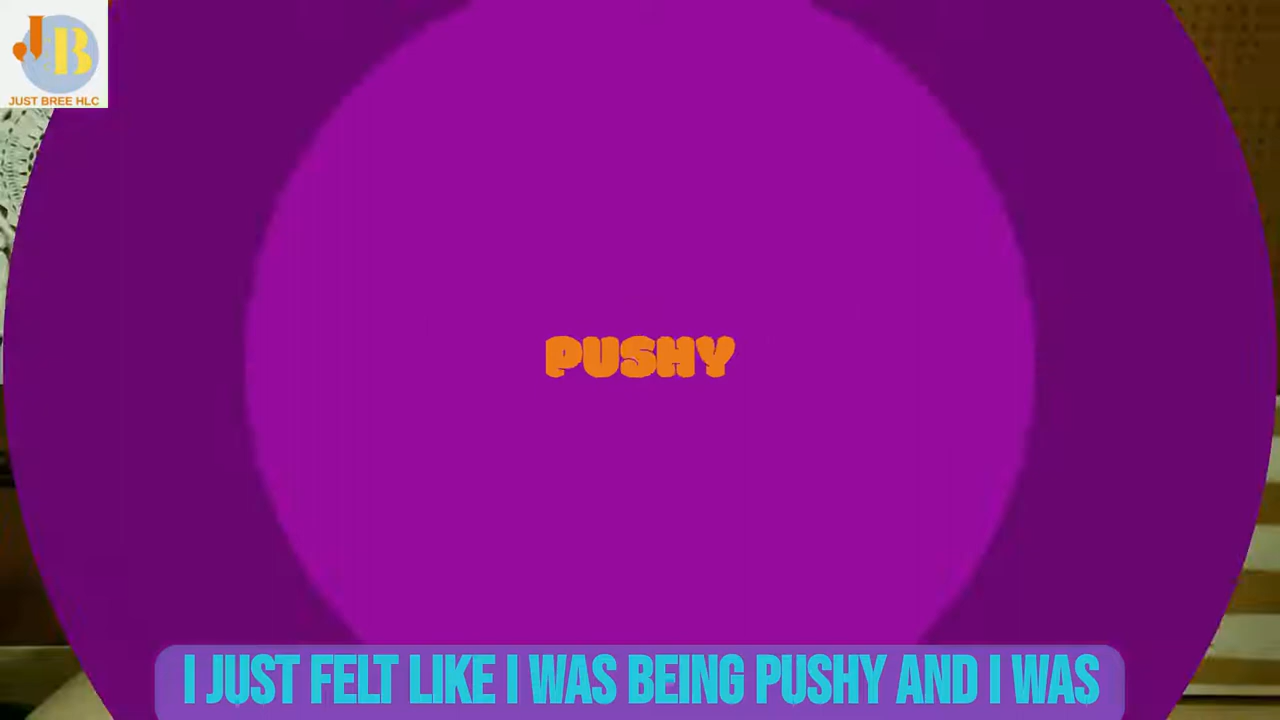 JB
JUST BREE HLC
PUSHY
I JUST FELT LIKE I WAS BEING PUSHY AND I WAS